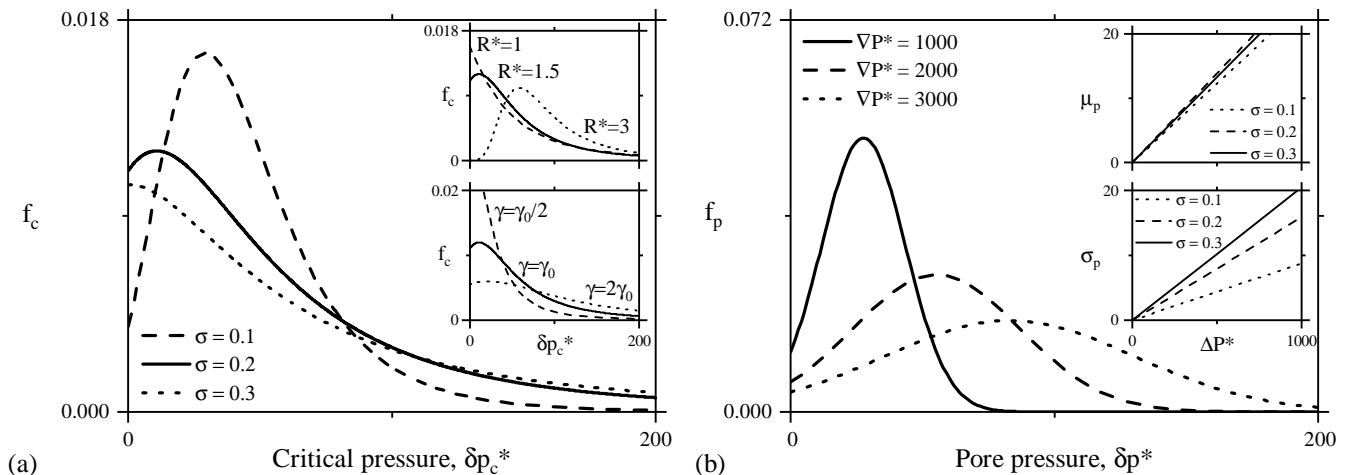 0.018
f_c
0.000
0
200
Critical pressure, δp_c*
(a)
σ = 0.1
σ = 0.2
σ = 0.3
0.018
f_c
0
R*=1
R*=1.5
R*=3
0.02
f_c
0
γ=γ_0/2
γ=γ_0
γ=2γ_0
0
δp_c*
200
0.072
f_p
0.000
0
200
Pore pressure, δp*
(b)
∇P* = 1000
∇P* = 2000
∇P* = 3000
20
μ_p
0
σ = 0.1
σ = 0.2
σ = 0.3
20
σ_p
0
σ = 0.1
σ = 0.2
σ = 0.3
0
ΔP*
1000